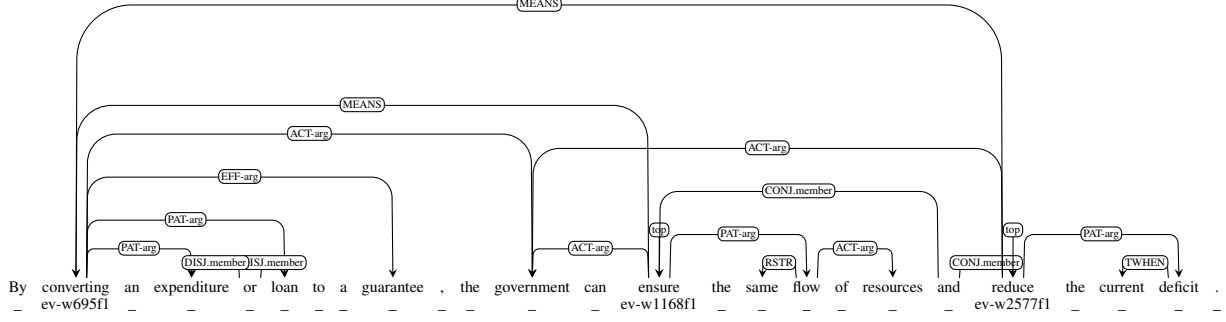 MEANS
MEANS
ACT-arg
ACT-arg
EFF-arg
CONJ.member
PAT-arg
top
top
PAT-arg
PAT-arg
PAT-arg
ACT-arg
ACT-arg
DISJ.member
ISJ.member
RSTR
CONJ.member
TWHEN
By converting an expenditure or loan to a guarantee , the government can ensure the same flow of resources and reduce the current deficit .
_ ev-w695f1 _ _ _ _ _ _ _ _ _ _ _ ev-w1168f1 _ _ _ _ _ _ ev-w2577f1 _ _ _ _